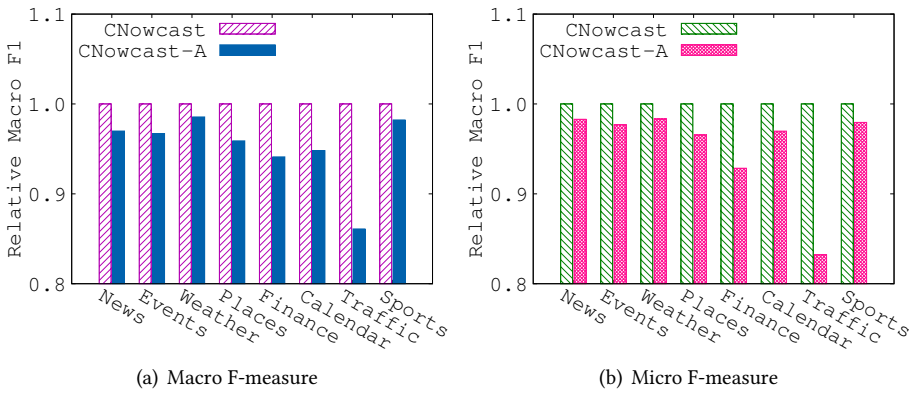 1.1
CNowcast
CNowcast-A
1.0
0.9
0.8
Relative Macro F1
News
Events
Weather
Places
Finance
Calendar
Traffic
Sports
(a) Macro F-measure
1.1
CNowcast
CNowcast-A
1.0
0.9
0.8
Relative Macro F1
News
Events
Weather
Places
Finance
Calendar
Traffic
Sports
(b) Micro F-measure